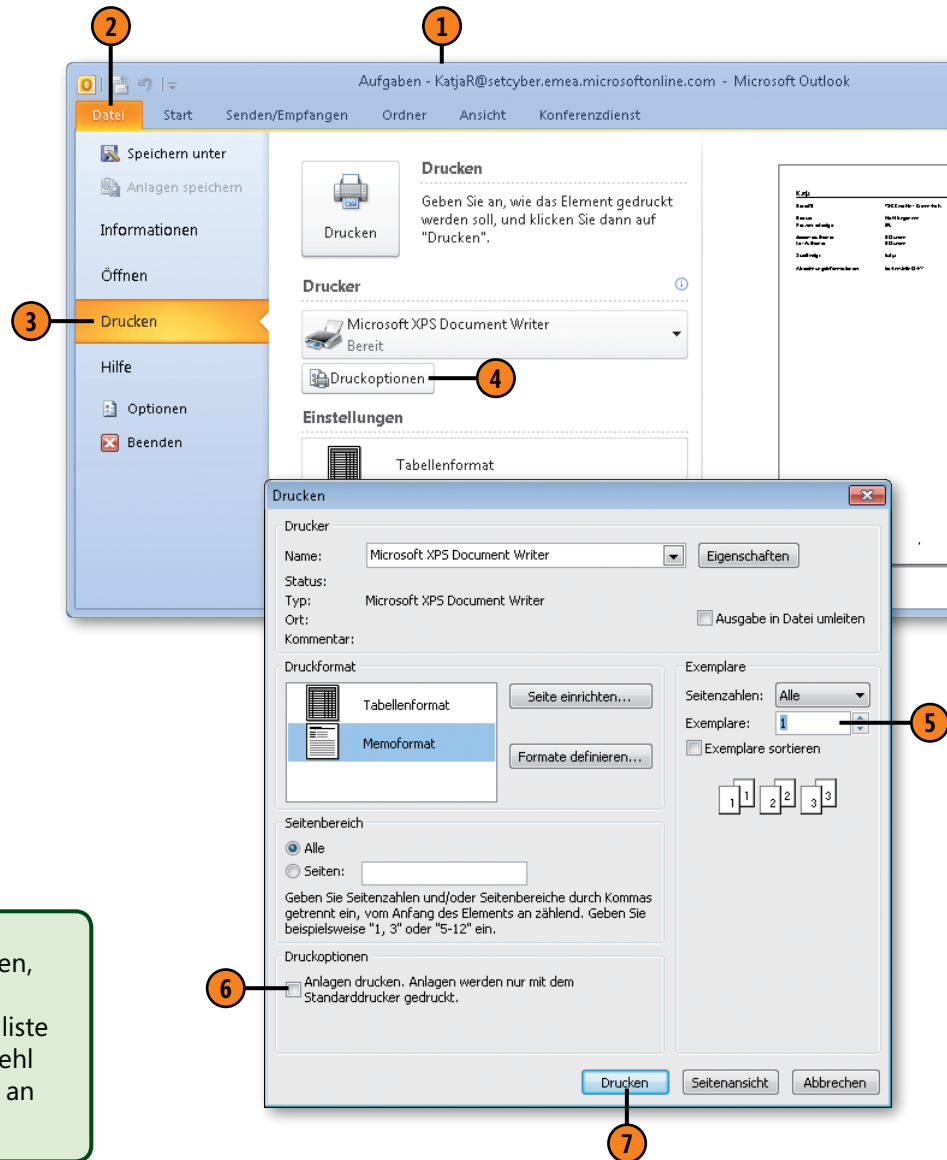 2
1
Aufgaben - KatjaR@setcyber.emea.microsoftonline.com - Microsoft Outlook
Datei Start Senden/Empfangen Ordner Ansicht Konferenzdienst
Speichern unter
Anlagen speichern
Informationen
Öffnen
3
Drucken
Hilfe
Optionen
Beenden
Drucken
Drucken
Geben Sie an, wie das Element gedruckt
werden soll, und klicken Sie dann auf
"Drucken".
Drucker
Microsoft XPS Document Writer
Bereit
Druckoptionen
4
Einstellungen
Tabellenformat
Katja
Drucken
Drucker
Name: Microsoft XPS Document Writer Eigenschaften
Status:
Typ: Microsoft XPS Document Writer
Ort:
Kommentar:
Ausgabe in Datei umleiten
Druckformat
Tabellenformat
Memoformat
Seite einrichten...
Formate definieren...
Exemplare
Seitenzahlen: Alle
Exemplare: 1
5
Exemplare sortieren
1 1 2 2 3 3
Seitenbereich
Alle
Seiten:
Geben Sie Seitenzahlen und/oder Seitenbereiche durch Kommas
getrennt ein, vom Anfang des Elements an zählend. Geben Sie
beispielsweise "1, 3" oder "5-12" ein.
Druckoptionen
6
Anlagen drucken. Anlagen werden nur mit dem
Standarddrucker gedruckt.
Drucken Seitenansicht Abbrechen
7
en,
liste
ehl
an